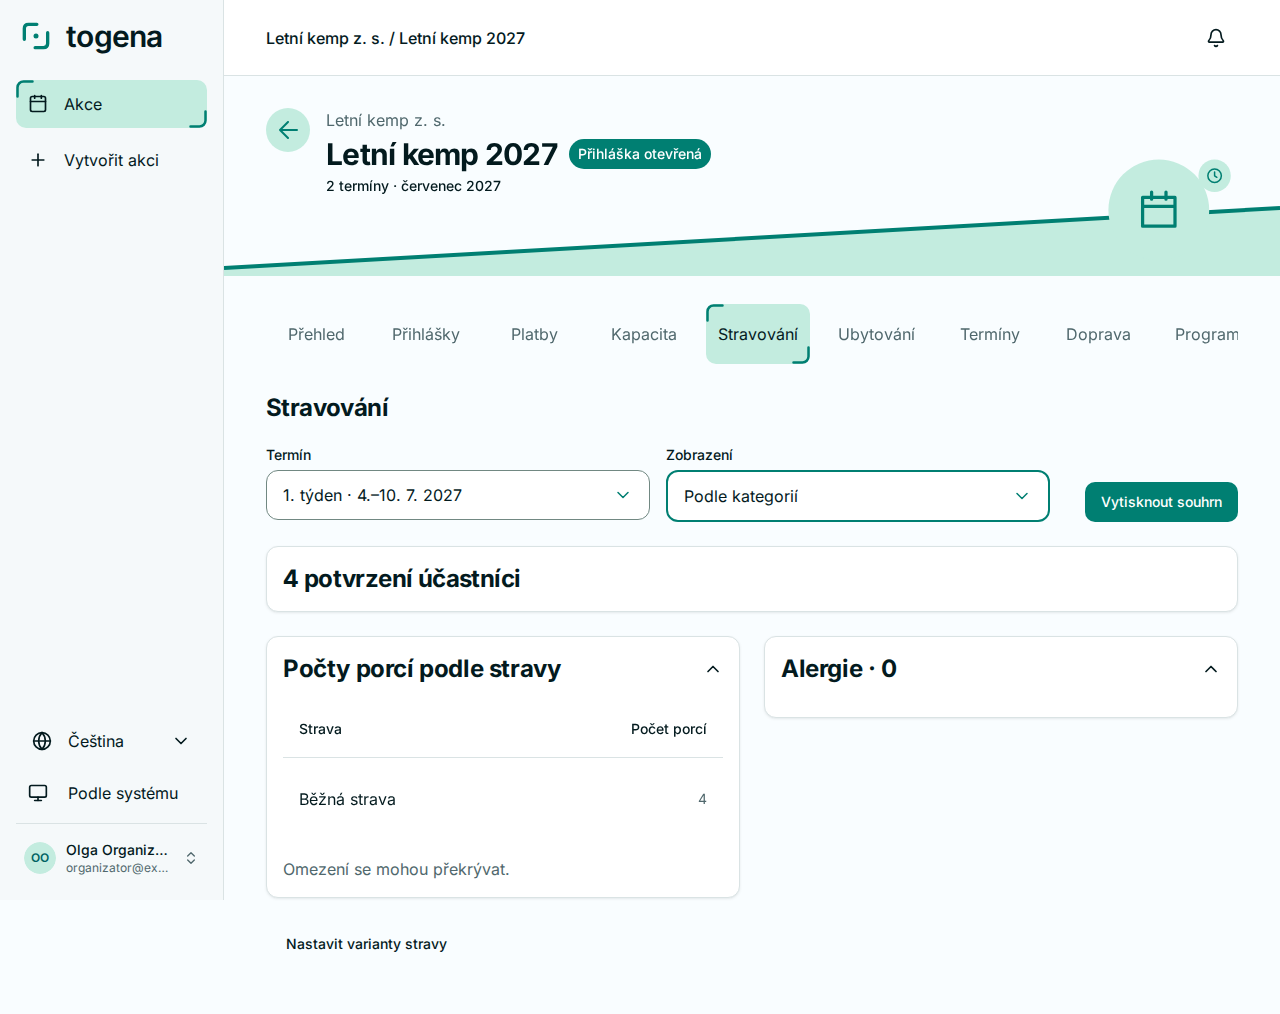 togena
Akce
Vytvořit akci
Čeština
Podle systému
OO
Olga Organiz...
organizator@ex...
Letní kemp z. s. / Letní kemp 2027
Letní kemp z. s.
Letní kemp 2027
Přihláška otevřená
2 termíny · červenec 2027
Přehled
Přihlášky
Platby
Kapacita
Stravování
Ubytování
Termíny
Doprava
Program
Stravování
Termín
1. týden · 4.–10. 7. 2027
Zobrazení
Podle kategorií
Vytisknout souhrn
4 potvrzení účastníci
Počty porcí podle stravy
Strava
Počet porcí
Běžná strava
4
Omezení se mohou překrývat.
Alergie · 0
Nastavit varianty stravy